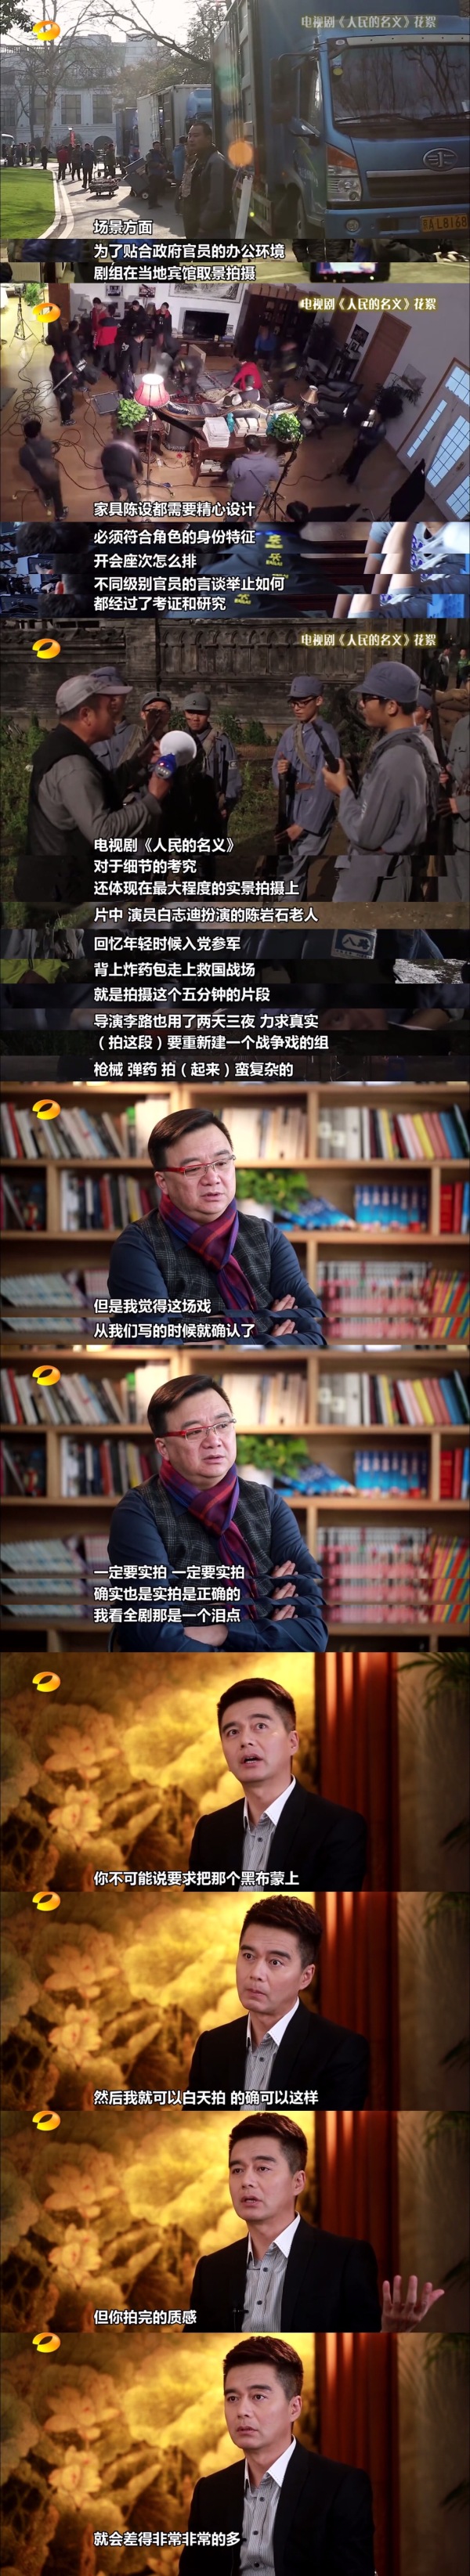 电视剧《人民的名义》花絮
粤AL8168
场景方面
为了贴合政府官员的办公环境
剧组在当地宾馆取景拍摄
电视剧《人民的名义》花絮
家具陈设都需要精心设计
必须符合角色的身份特征
开会座次怎么排
不同级别官员的言谈举止如何
都经过了考证和研究
电视剧《人民的名义》花絮
电视剧《人民的名义》
对于细节的考究
还体现在最大程度的实景拍摄上
片中 演员白志迪扮演的陈岩石老人
回忆年轻时候入党参军
八路
背上炸药包走上救国战场
就是拍摄这个五分钟的片段
导演李路也用了两天三夜 力求真实
（拍这段）要重新建一个战争戏的组
枪械 弹药 拍（起来）蛮复杂的
但是我觉得这场戏
从我们写的时候就确认了
一定要实拍 一定要实拍
确实也是实拍是正确的
我看全剧那是一个泪点
你不可能说要求把那个黑布蒙上
然后我就可以白天拍 的确可以这样
但你拍完的质感
就会差得非常非常的多